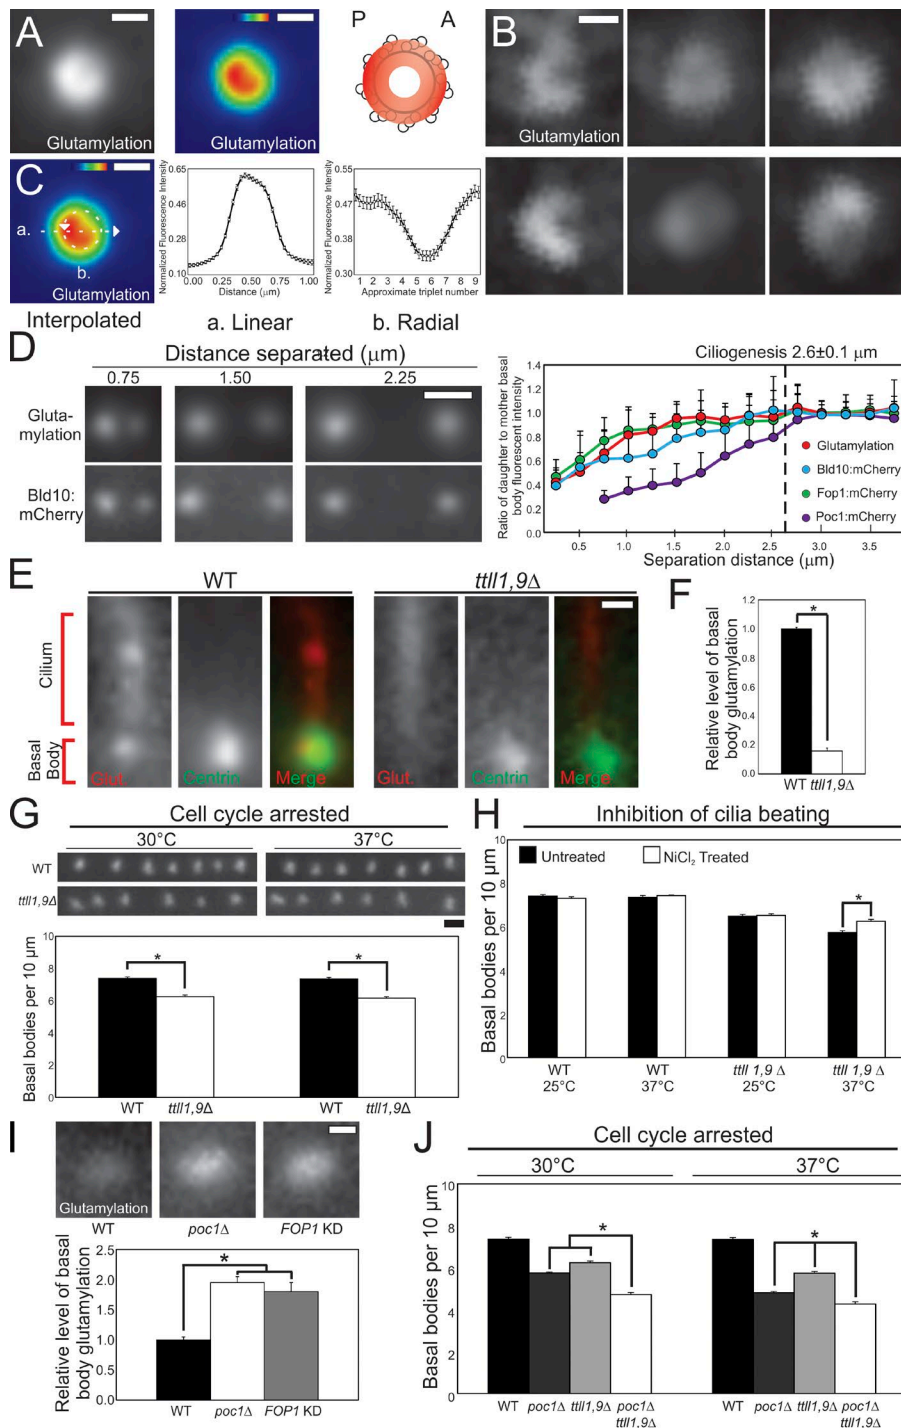 A
Glutamylation
Glutamylation
P A
B
Glutamylation
C
a.
b.
Glutamylation
Interpolated
Normalized Fluorescence Intensity
0.65
0.46
0.28
0.10
0.00 0.25 0.50 0.75 1.00
Distance (μm)
a. Linear
Normalized Fluorescence Intensity
0.55
0.47
0.38
0.30
1 2 3 4 5 6 7 8 9
Approximate triplet number
b. Radial
D
Distance separated (μm)
0.75 1.50 2.25
Gluta-
mylation
Bld10:
mCherry
Ciliogenesis 2.6±0.1 μm
Ratio of daughter to mother basal
body fluorescent intensity
1.4
1.2
1.0
0.8
0.6
0.4
0.2
0.0
Glutamylation
Bld10:mCherry
Fop1:mCherry
Poc1:mCherry
0.5 1.0 1.5 2.0 2.5 3.0 3.5
Separation distance (μm)
E
WT ttll1,9Δ
Cilium
Basal
Body
Glut. Centrin Merge Glut. Centrin Merge
F
Relative level of basal
body glutamylation
1.2
1.0
0.8
0.6
0.4
0.2
0
*
WT ttll1,9Δ
G
Cell cycle arrested
30°C 37°C
WT
ttll1,9Δ
Basal bodies per 10 μm
10
8
6
4
2
0
* *
WT ttll1,9Δ WT ttll1,9Δ
H
Inhibition of cilia beating
Untreated NiCl₂ Treated
Basal bodies per 10 μm
10
8
6
4
2
0
*
WT WT ttll 1,9 Δ ttll 1,9 Δ
25°C 37°C 25°C 37°C
I
Glutamylation
WT poc1Δ FOP1 KD
Relative level of basal
body glutamylation
2.5
2.0
1.5
1.0
0.5
0.0
*
WT poc1Δ FOP1 KD
J
Cell cycle arrested
30°C 37°C
Basal bodies per 10 μm
10
8
6
4
2
0
* *
WT poc1Δ ttll1,9Δ poc1Δ WT poc1Δ ttll1,9Δ poc1Δ
ttll1,9Δ ttll1,9Δ